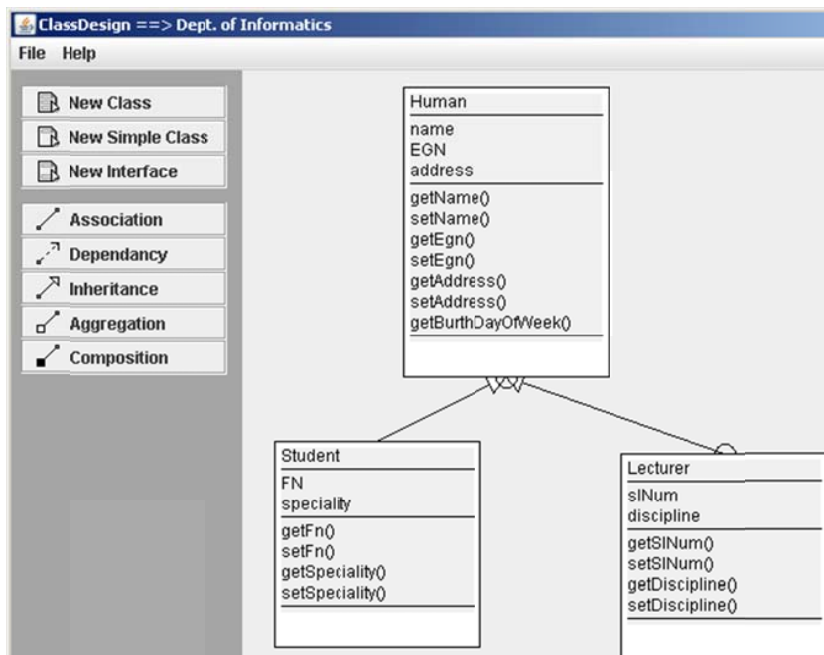 ClassDesign ==> Dept. of Informatics
File Help
New Class
New Simple Class
New Interface
Association
Dependancy
Inheritance
Aggregation
Composition
Human
name
EGN
address
getName()
setName()
getEgn()
setEgn()
getAddress()
setAddress()
getBurthDayOfWeek()
Student
FN
speciality
getFn()
setFn()
getSpeciality()
setSpeciality()
Lecturer
slNum
discipline
getSlNum()
setSlNum()
getDiscipline()
setDiscipline()